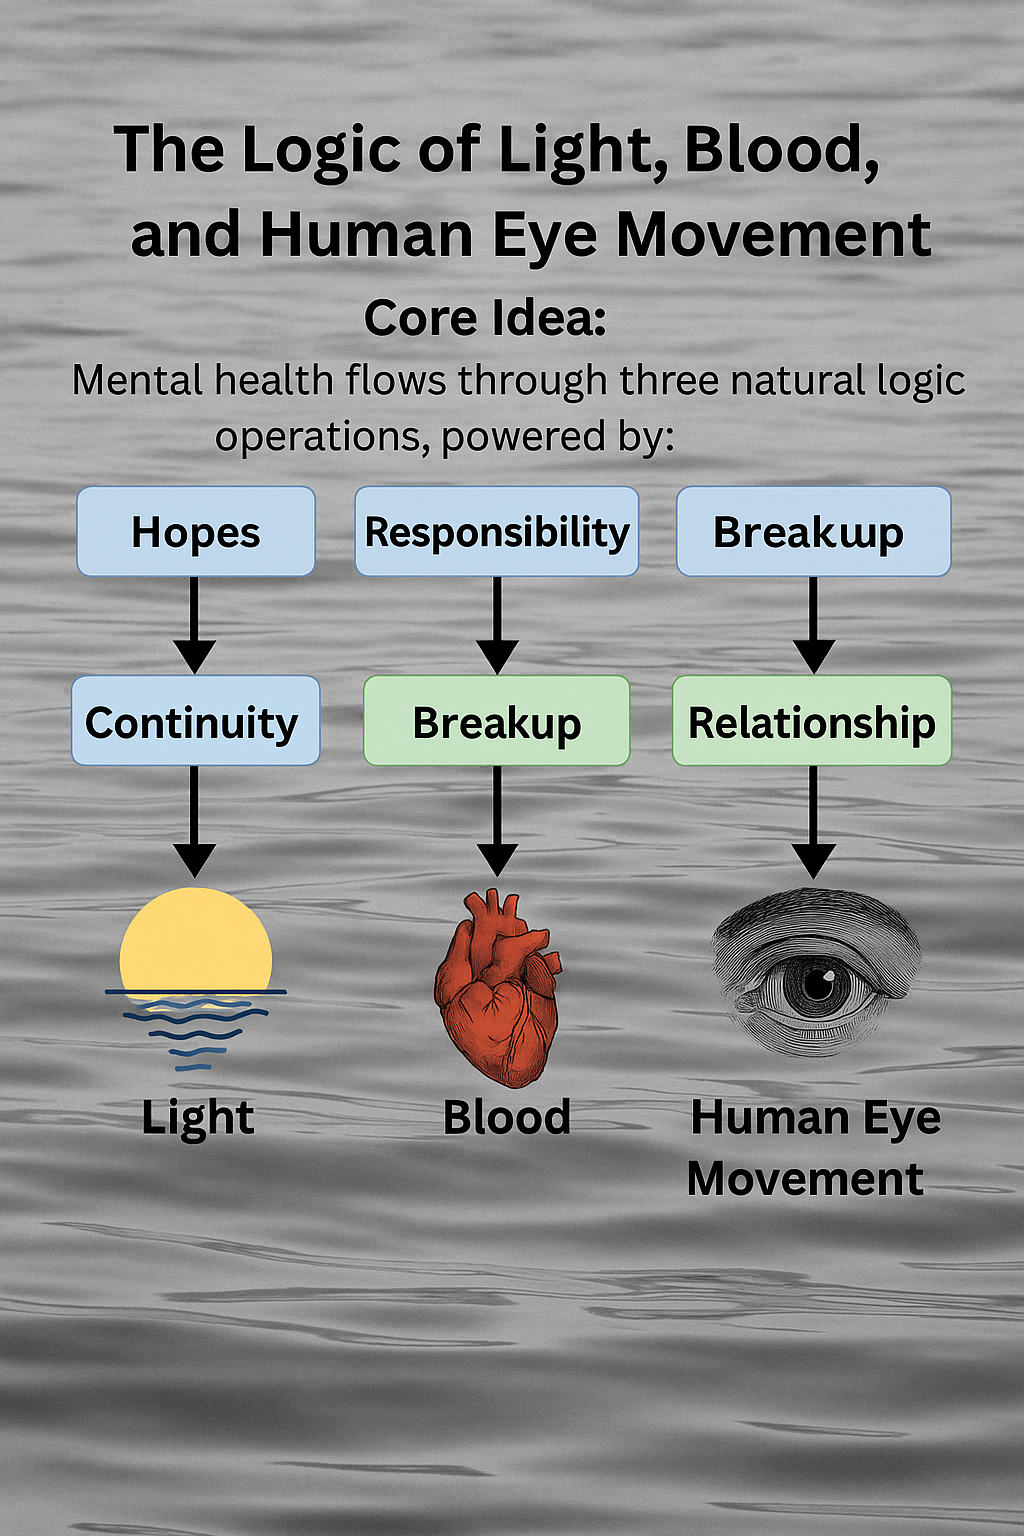 The Logic of Light, Blood,
and Human Eye Movement
Core Idea:
Mental health flows through three natural logic
operations, powered by:
Hopes
Responsibility
Breakup
Continuity
Breakup
Relationship
Light
Blood
Human Eye
Movement